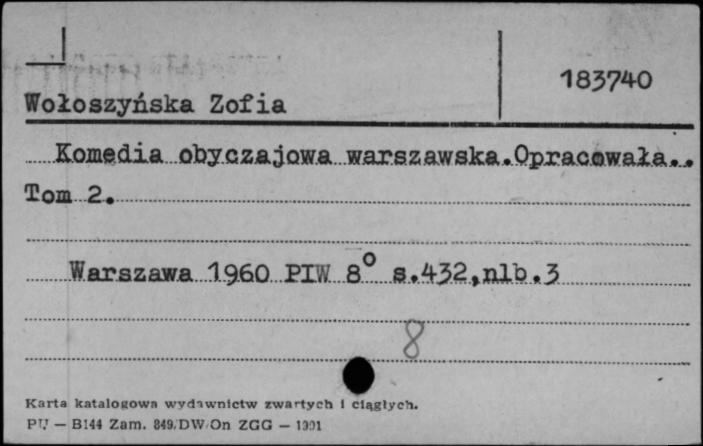 183740
Wołoszyńska Zofia
Komedia obyczajowa warszawska.Opracowała..
Tom 2.
Warszawa 1960 PIW 8° s.432,nlb.3
8
Karta katalogowa wydawnictw zwartych i ciągłych.
PU — B144 Zam. 849/DW/On ZGG — 1991